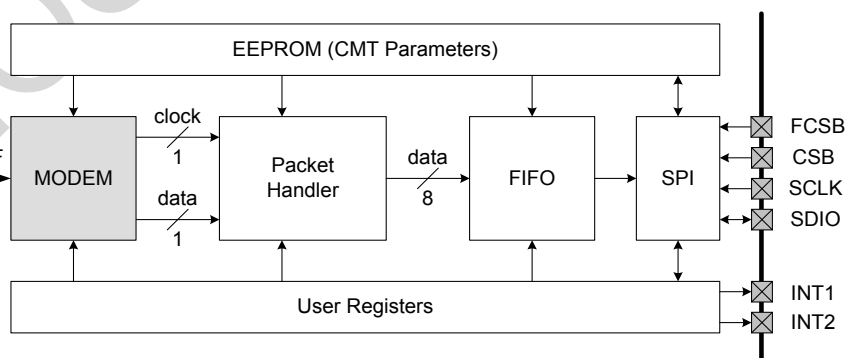 EEPROM (CMT Parameters)
clock
1
data
1
MODEM
Packet
Handler
data
8
FIFO
SPI
FCSB
CSB
SCLK
SDIO
User Registers
INT1
INT2